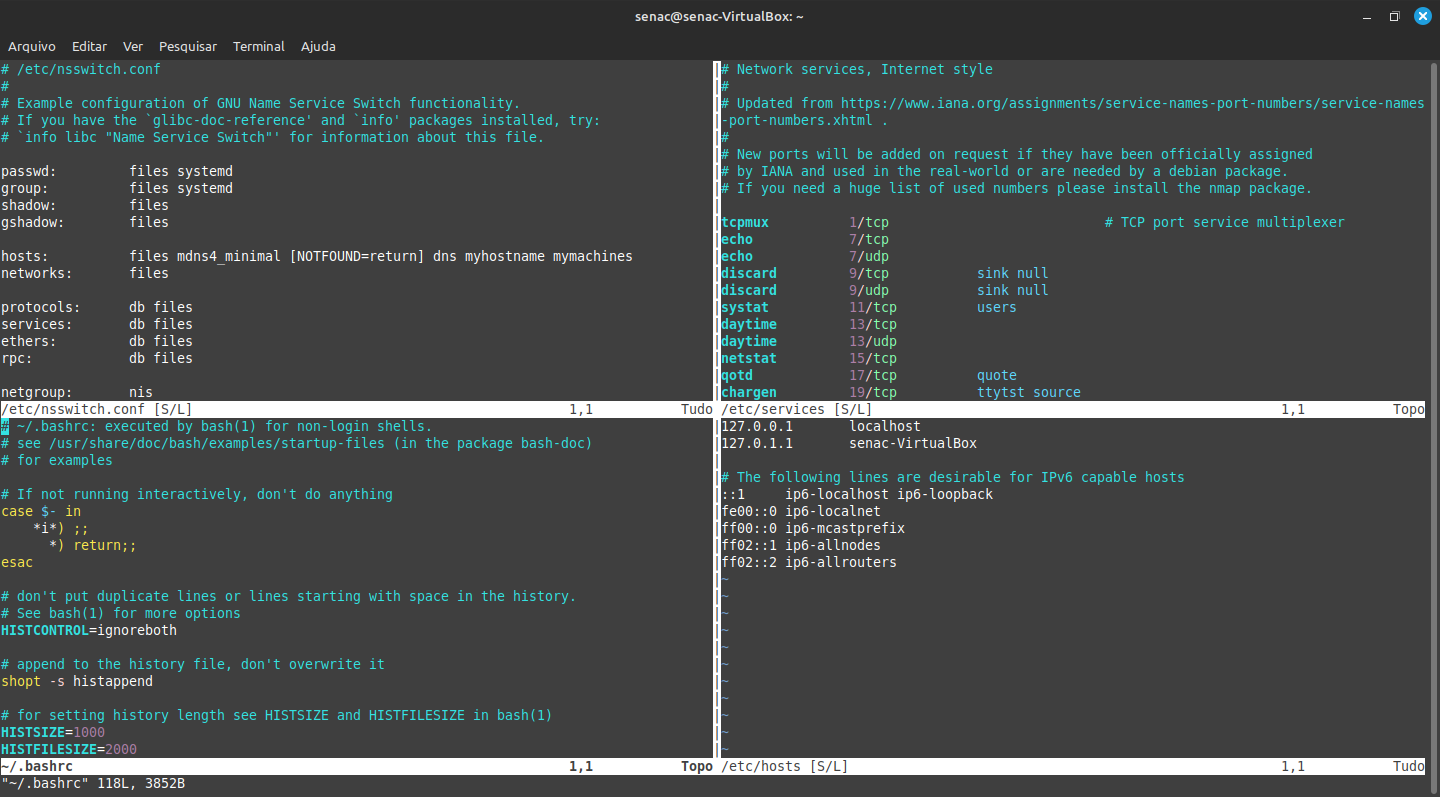 senac@senac-VirtualBox: ~
Arquivo Editar Ver Pesquisar Terminal Ajuda
# /etc/nsswitch.conf
#
# Example configuration of GNU Name Service Switch functionality.
# If you have the `glibc-doc-reference' and `info' packages installed, try:
# `info libc "Name Service Switch"' for information about this file.

passwd:         files systemd
group:          files systemd
shadow:         files
gshadow:        files

hosts:          files mdns4_minimal [NOTFOUND=return] dns myhostname mymachines
networks:       files

protocols:      db files
services:       db files
ethers:         db files
rpc:            db files

netgroup:       nis
/etc/nsswitch.conf [S/L] 1,1 Tudo
# Network services, Internet style
#
# Updated from https://www.iana.org/assignments/service-names-port-numbers/service-names
-port-numbers.xhtml .
#
# New ports will be added on request if they have been officially assigned
# by IANA and used in the real-world or are needed by a debian package.
# If you need a huge list of used numbers please install the nmap package.

tcpmux          1/tcp                           # TCP port service multiplexer
echo            7/tcp
echo            7/udp
discard         9/tcp           sink null
discard         9/udp           sink null
systat          11/tcp          users
daytime         13/tcp
daytime         13/udp
netstat         15/tcp
qotd            17/tcp          quote
chargen         19/tcp          ttytst source
/etc/services [S/L] 1,1 Topo
# ~/.bashrc: executed by bash(1) for non-login shells.
# see /usr/share/doc/bash/examples/startup-files (in the package bash-doc)
# for examples

# If not running interactively, don't do anything
case $- in
    *i*) ;;
      *) return;;
esac

# don't put duplicate lines or lines starting with space in the history.
# See bash(1) for more options
HISTCONTROL=ignoreboth

# append to the history file, don't overwrite it
shopt -s histappend

# for setting history length see HISTSIZE and HISTFILESIZE in bash(1)
HISTSIZE=1000
HISTFILESIZE=2000
~/.bashrc 1,1 Topo
127.0.0.1       localhost
127.0.1.1       senac-VirtualBox

# The following lines are desirable for IPv6 capable hosts
::1     ip6-localhost ip6-loopback
fe00::0 ip6-localnet
ff00::0 ip6-mcastprefix
ff02::1 ip6-allnodes
ff02::2 ip6-allrouters
~
~
~
~
~
~
~
~
~
~
~
/etc/hosts [S/L] 1,1 Tudo
"~/.bashrc" 118L, 3852B